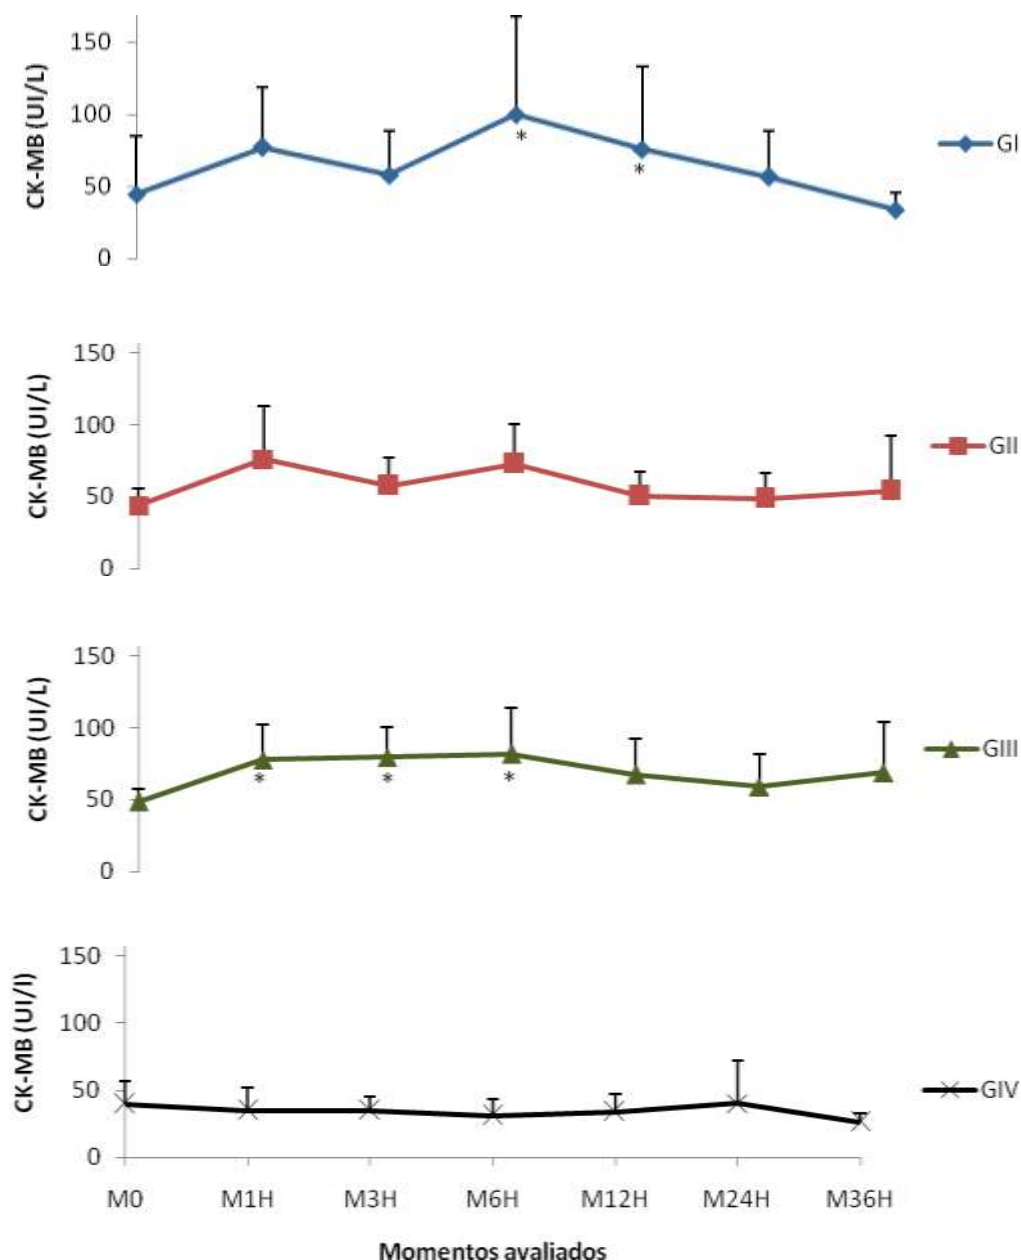 CK-MB (UI/L)
150
100
50
0
*
*
GI
CK-MB (UI/L)
150
100
50
0
GII
CK-MB (UI/L)
150
100
50
0
*
*
*
GIII
CK-MB (UI/l)
150
100
50
0
GIV
M0 M1H M3H M6H M12H M24H M36H
Momentos avaliados